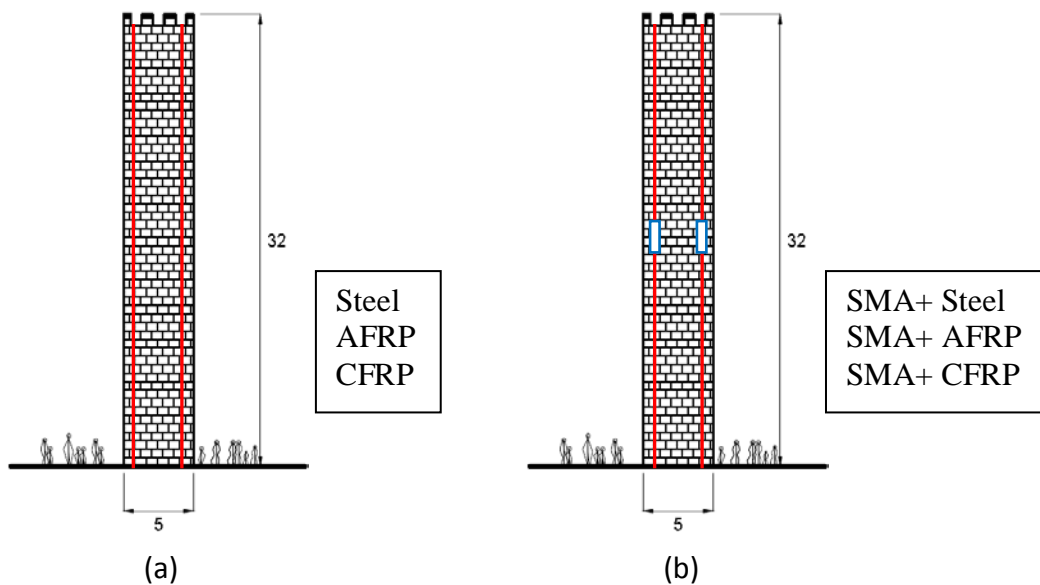 32
Steel
AFRP
CFRP
5
(a)
32
SMA+ Steel
SMA+ AFRP
SMA+ CFRP
5
(b)